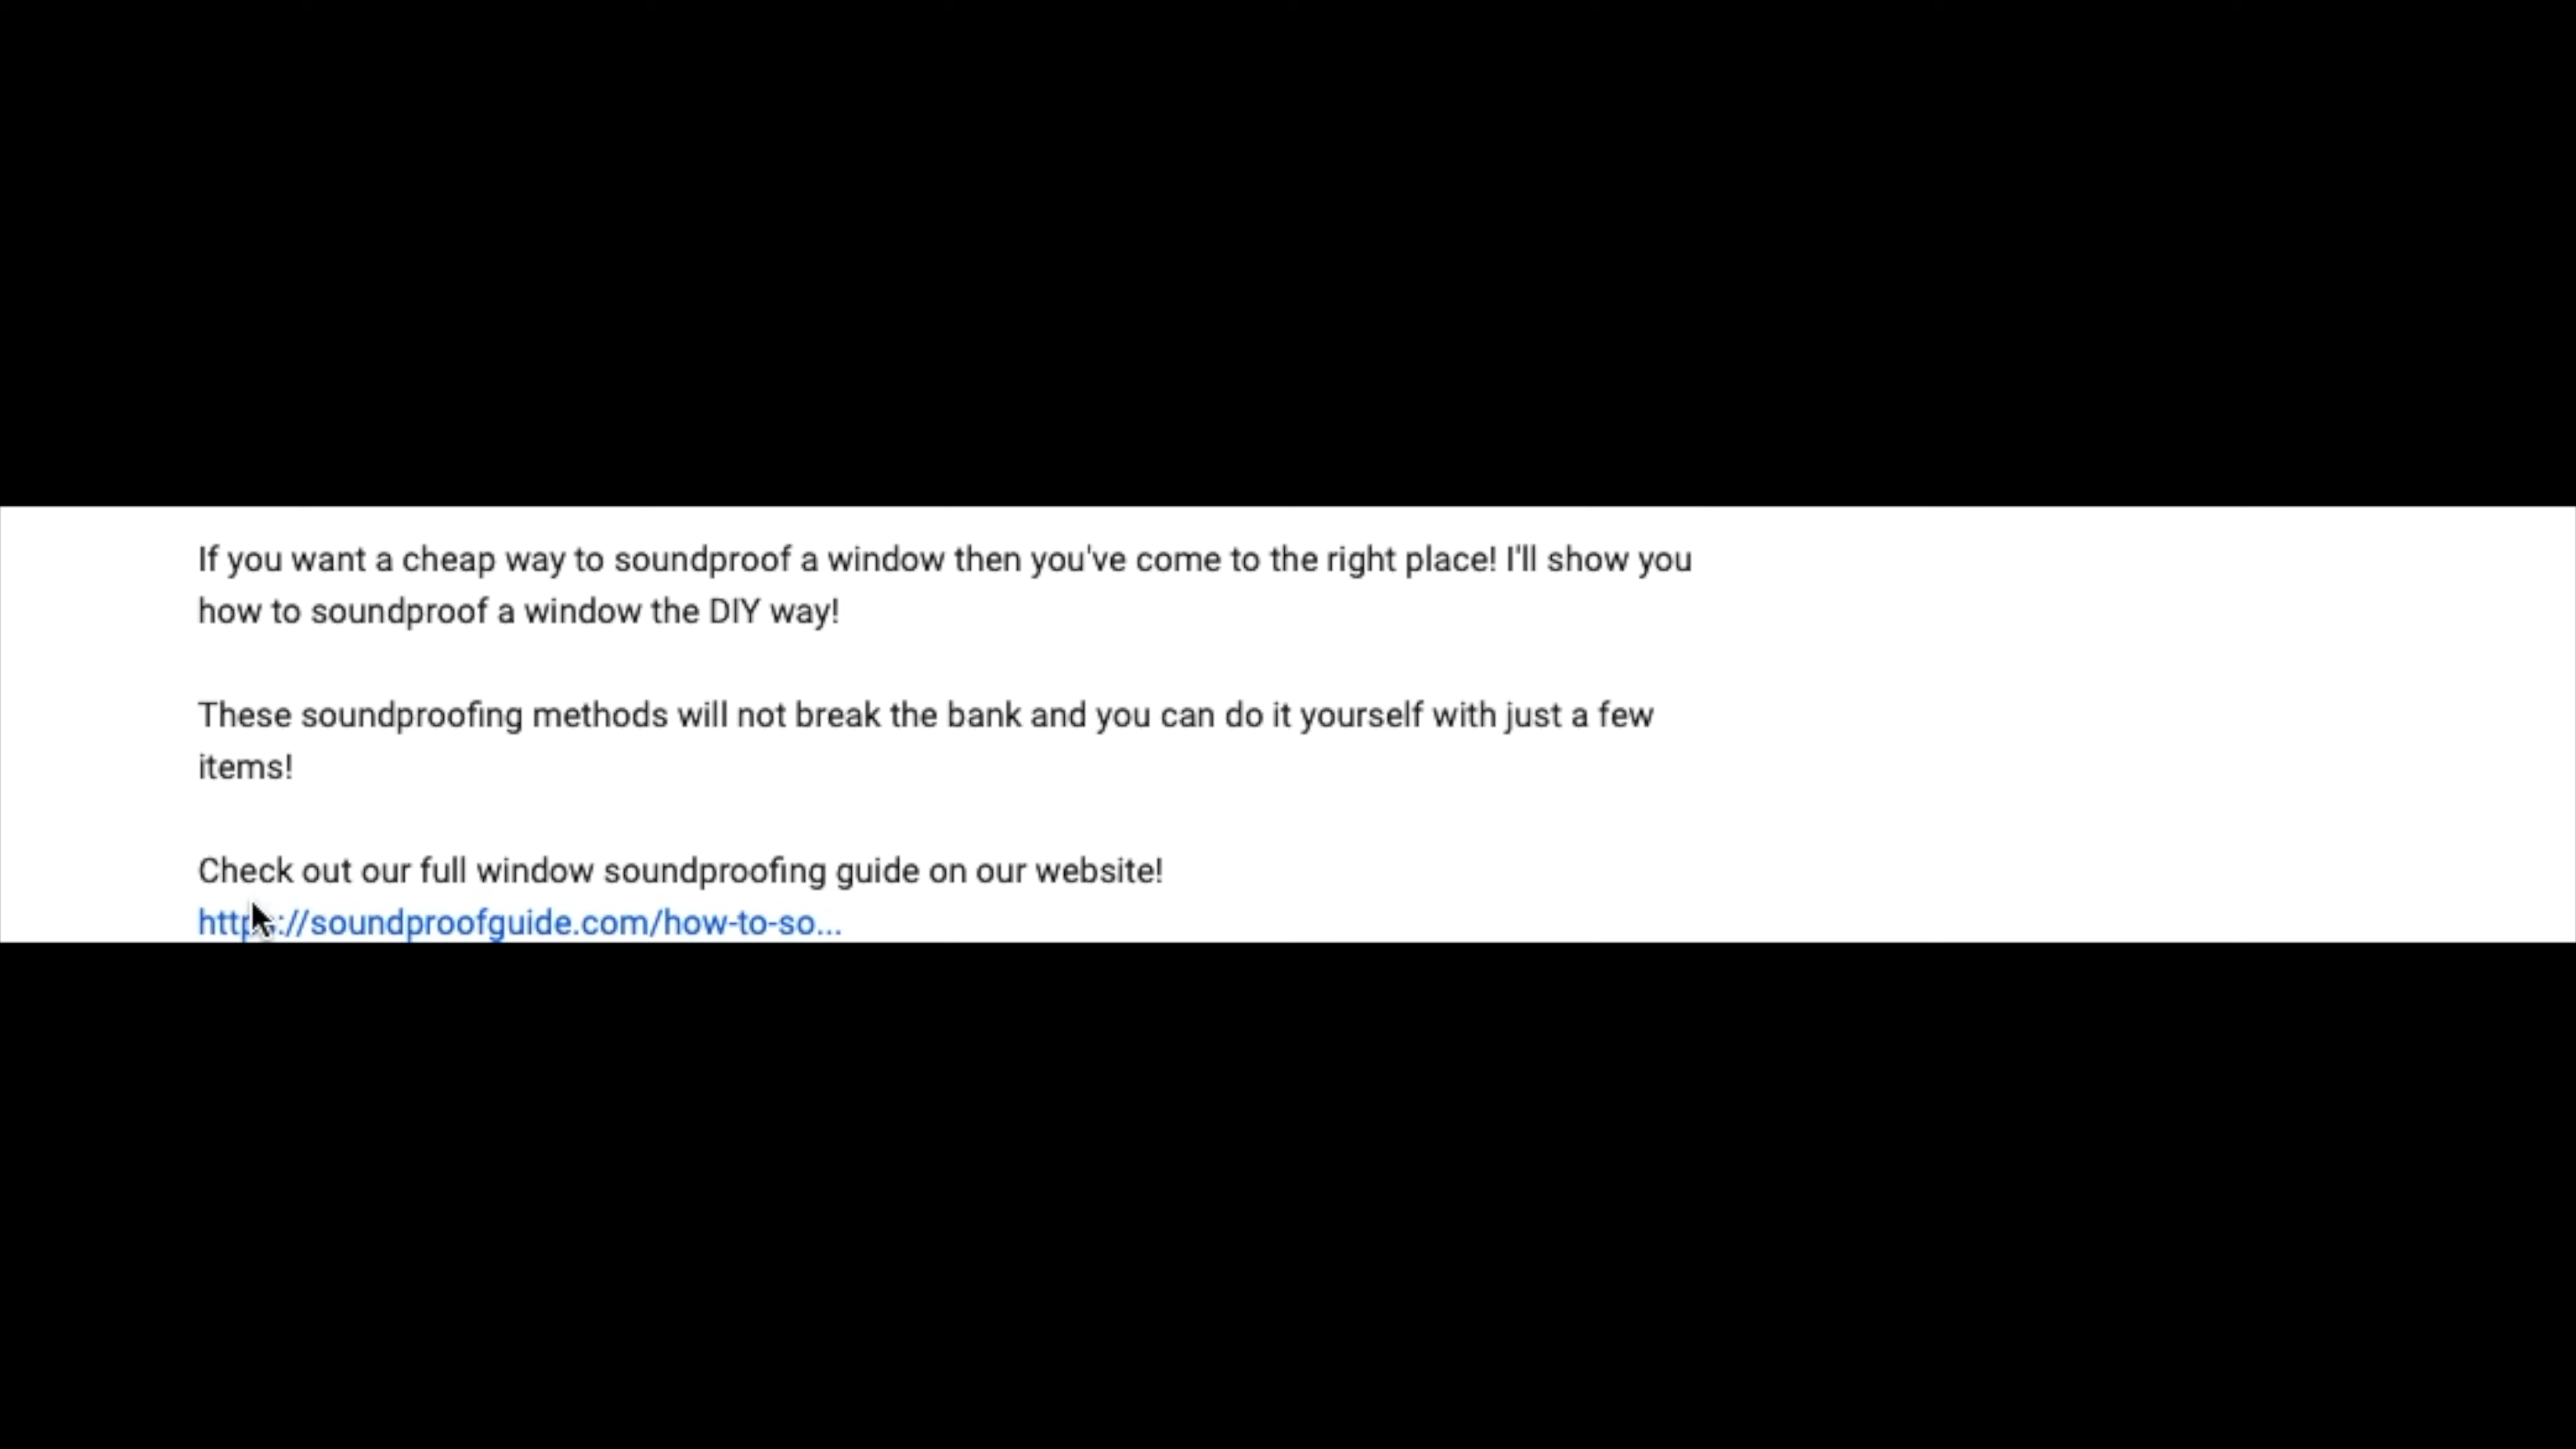 If you want a cheap way to soundproof a window then you've come to the right place! I'll show you
how to soundproof a window the DIY way!
These soundproofing methods will not break the bank and you can do it yourself with just a few
items!
Check out our full window soundproofing guide on our website!
https://soundproofguide.com/how-to-so...